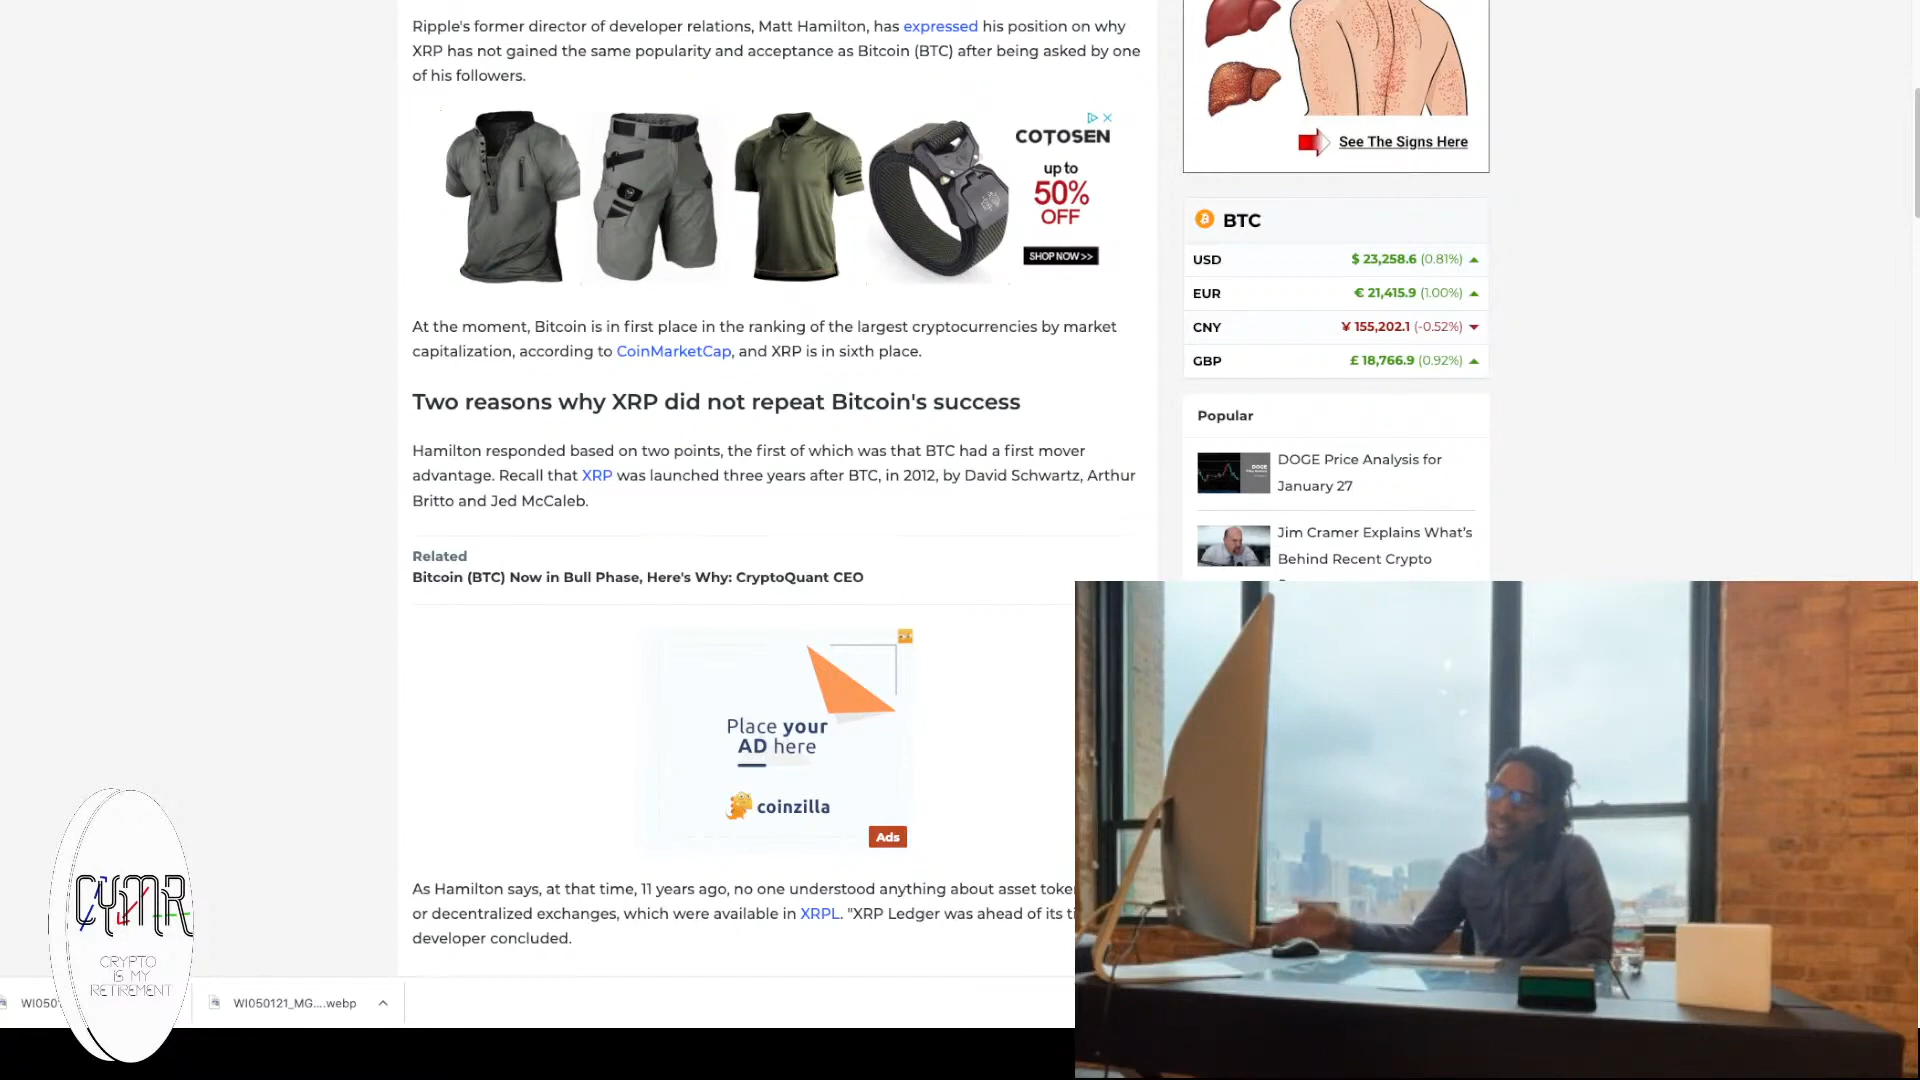 Ripple's former director of developer relations, Matt Hamilton, has expressed his position on why
XRP has not gained the same popularity and acceptance as Bitcoin (BTC) after being asked by one
of his followers.
COTOSEN
up to
50%
OFF
SHOP NOW >>
At the moment, Bitcoin is in first place in the ranking of the largest cryptocurrencies by market
capitalization, according to CoinMarketCap, and XRP is in sixth place.
Two reasons why XRP did not repeat Bitcoin's success
Hamilton responded based on two points, the first of which was that BTC had a first mover
advantage. Recall that XRP was launched three years after BTC, in 2012, by David Schwartz, Arthur
Britto and Jed McCaleb.
Related
Bitcoin (BTC) Now in Bull Phase, Here's Why: CryptoQuant CEO
Place your
AD here
coinzilla
Ads
As Hamilton says, at that time, 11 years ago, no one understood anything about asset
or decentralized exchanges, which were available in XRPL. "XRP Ledger was ahead of its
developer concluded.
See The Signs Here
BTC
USD $ 23,258.6 (0.81%)
EUR € 21,415.9 (1.00%)
CNY ¥ 155,202.1 (-0.52%)
GBP £ 18,766.9 (0.92%)
Popular
DOGE Price Analysis for
January 27
Jim Cramer Explains What's
Behind Recent Crypto
CYMR
CRYPTO
IS MY
RETIREMENT
WI050121_MG....webp